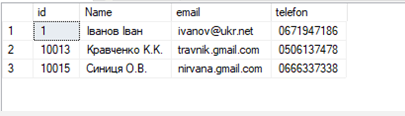 id Name email telefon
1 1 Іванов Іван ivanov@ukr.net 0671947186
2 10013 Кравченко К.К. travnik.gmail.com 0506137478
3 10015 Синиця О.В. nirvana.gmail.com 0666337338